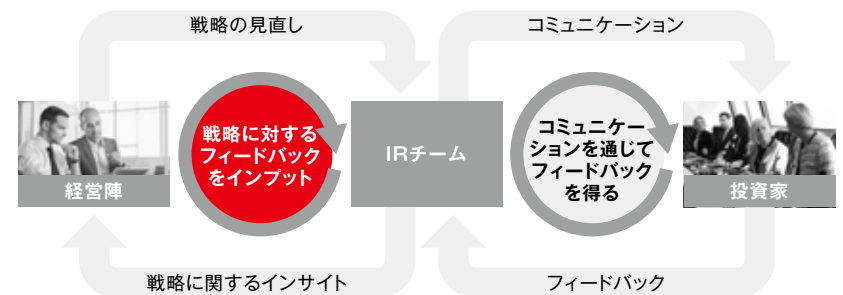 戦略の見直し
コミュニケーション
戦略に対する
フィードバック
をインプット
IRチーム
コミュニケー
ションを通じて
フィードバック
を得る
経営陣
投資家
戦略に関するインサイト
フィードバック